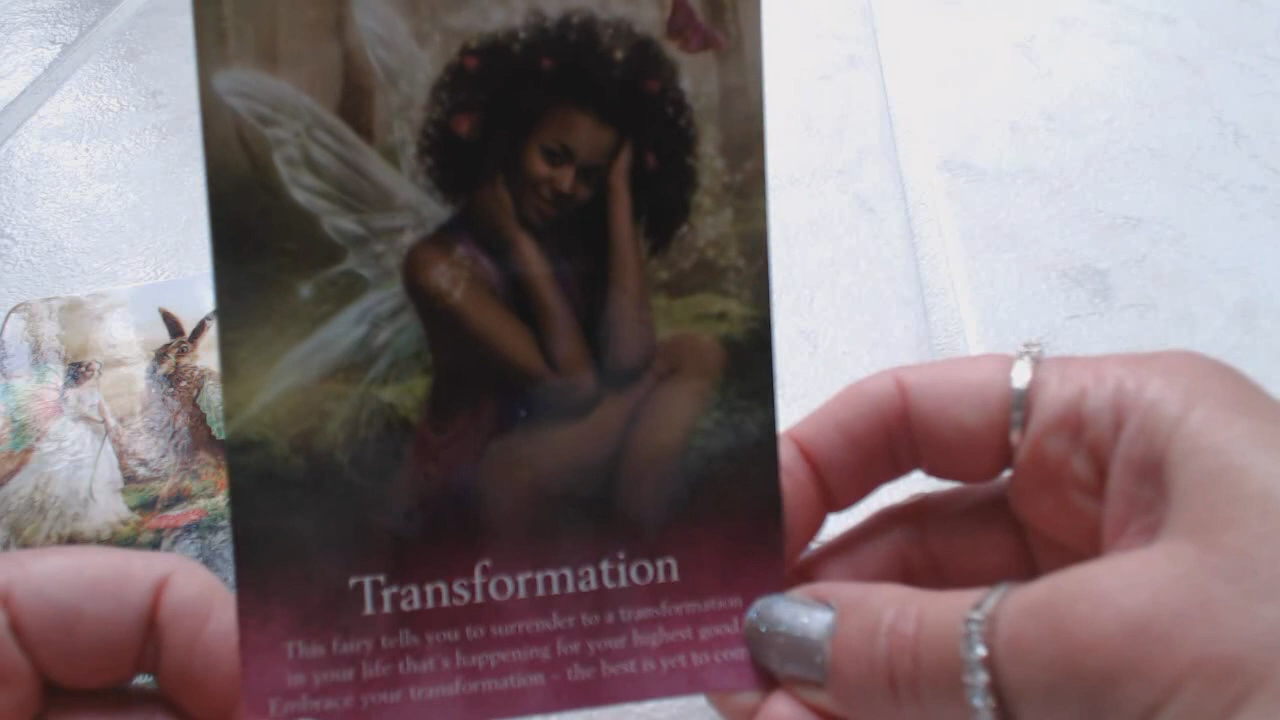 Transformation
This fairy tells you to surrender to a transformation
in your life that's happening for your highest good.
Embrace your transformation – the best is yet to